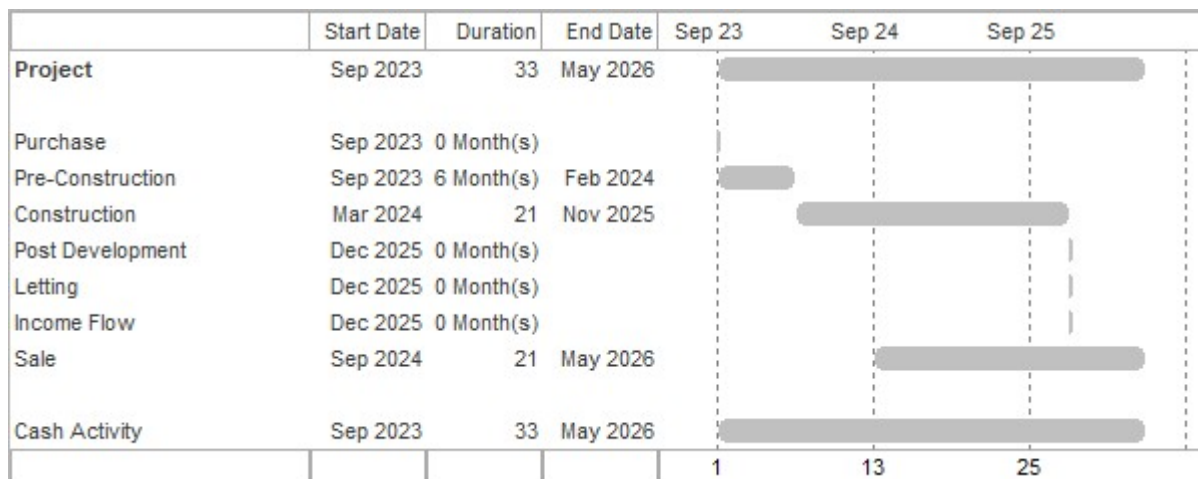 Start Date Duration End Date Sep 23 Sep 24 Sep 25
Project Sep 2023 33 May 2026
Purchase Sep 2023 0 Month(s)
Pre-Construction Sep 2023 6 Month(s) Feb 2024
Construction Mar 2024 21 Nov 2025
Post Development Dec 2025 0 Month(s)
Letting Dec 2025 0 Month(s)
Income Flow Dec 2025 0 Month(s)
Sale Sep 2024 21 May 2026
Cash Activity Sep 2023 33 May 2026
1 13 25